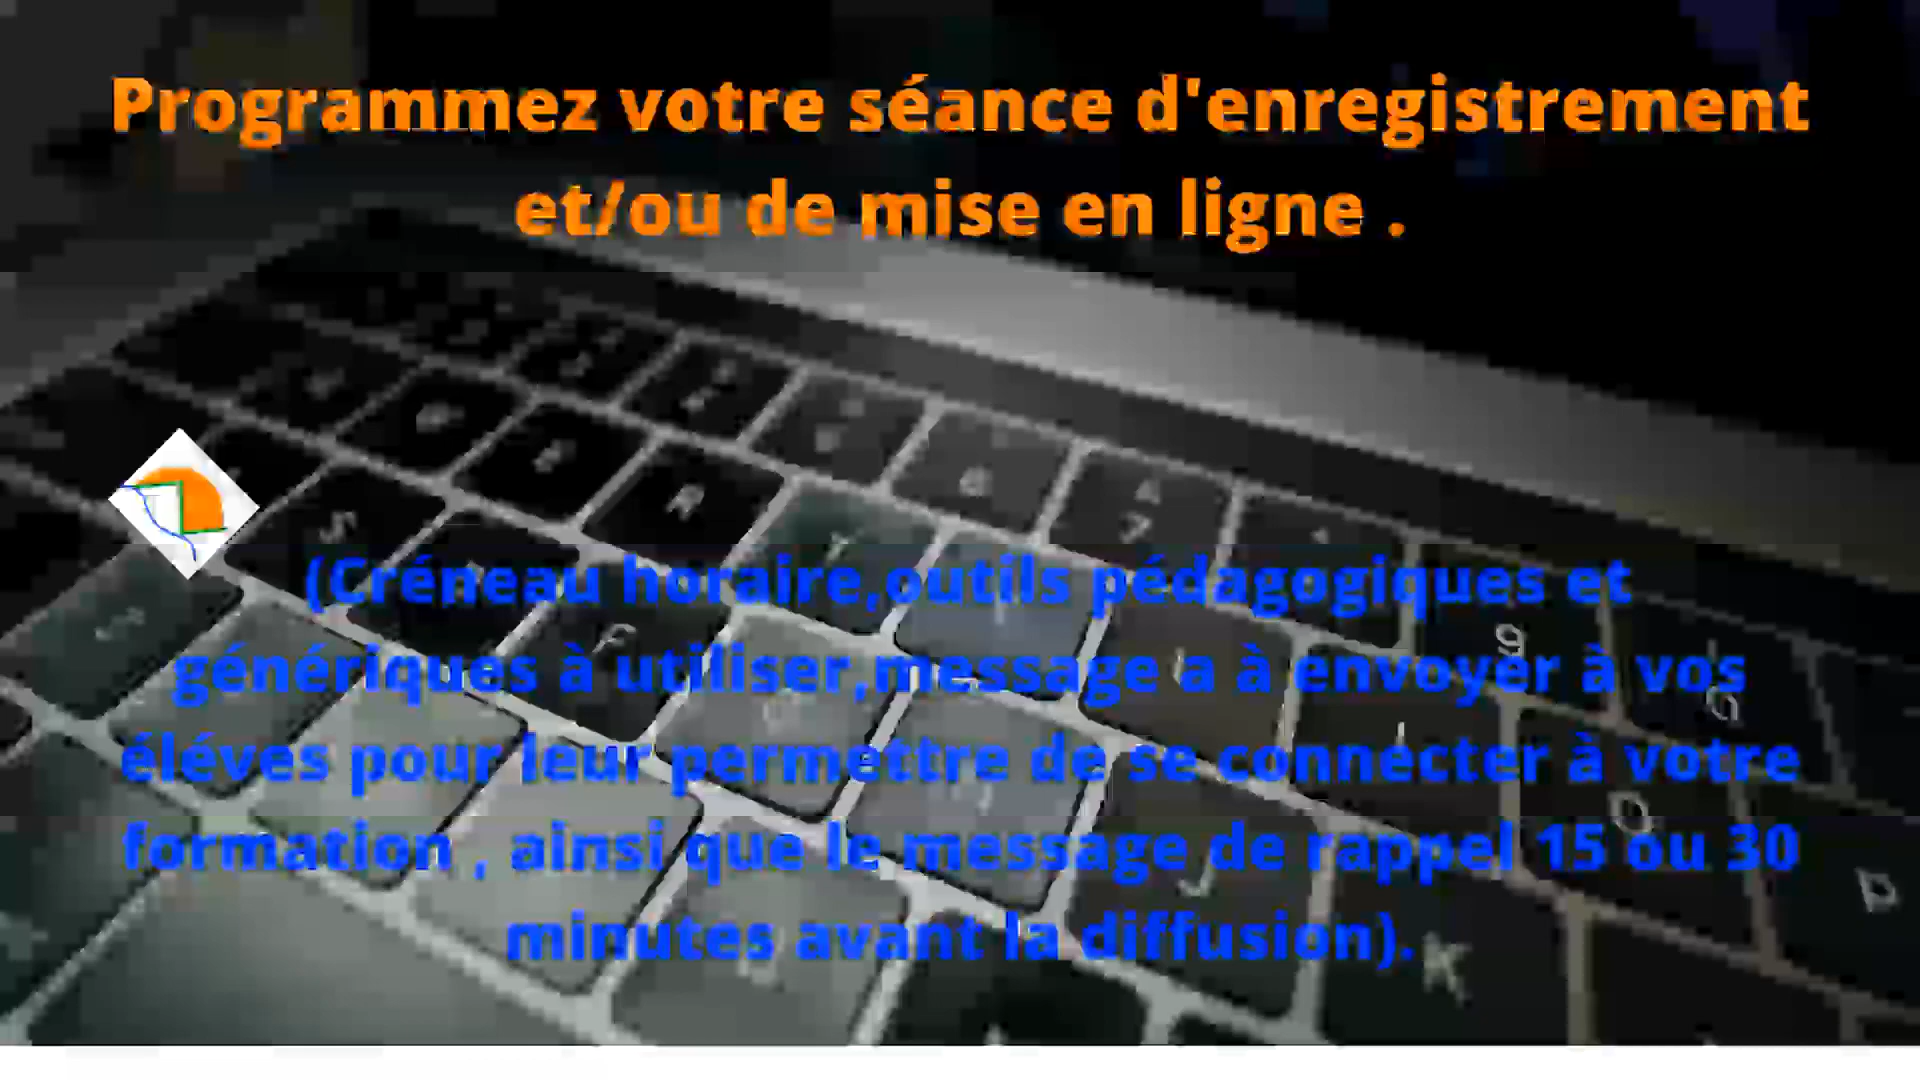 Programmez votre séance d'enregistrement
et/ou de mise en ligne .
(Créneau horaire,outils pédagogiques et
génériques à utiliser,message a à envoyer à vos
éléves pour leur permettre de se connecter à votre
formation , ainsi que le message de rappel 15 ou 30
minutes avant la diffusion).